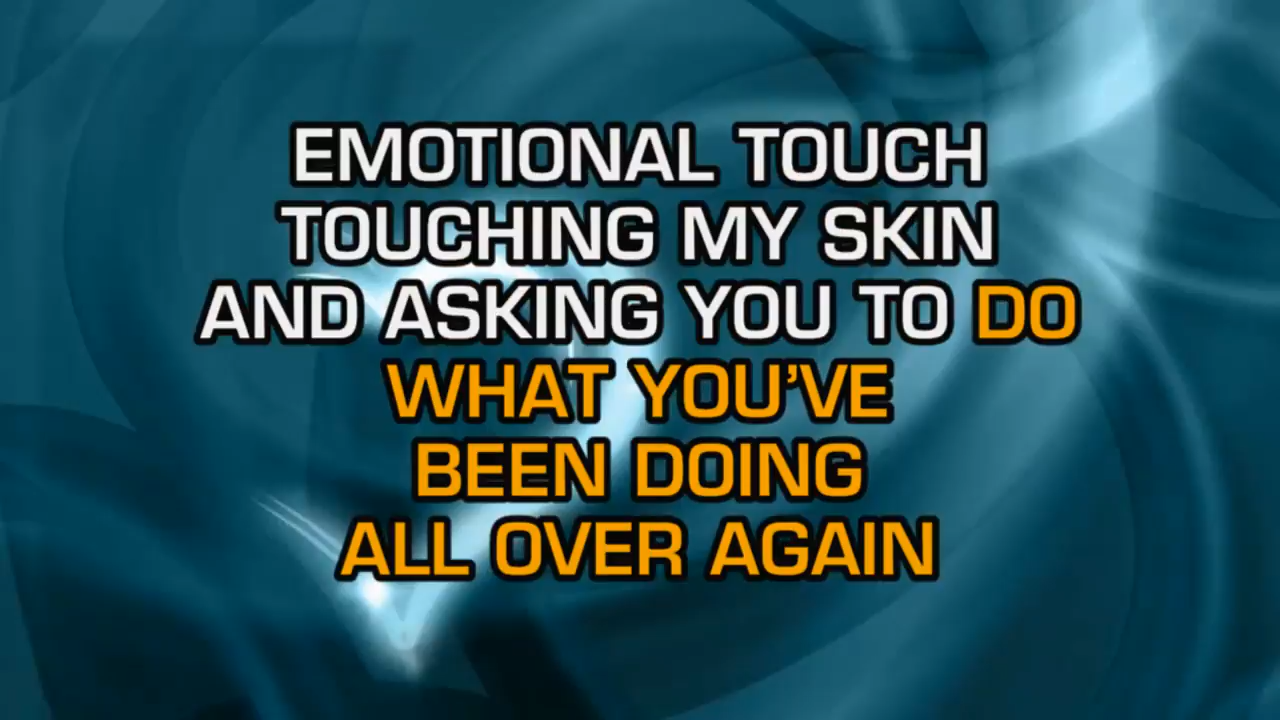 EMOTIONAL TOUCH
TOUCHING MY SKIN
AND ASKING YOU TO DO
WHAT YOU'VE
BEEN DOING
ALL OVER AGAIN